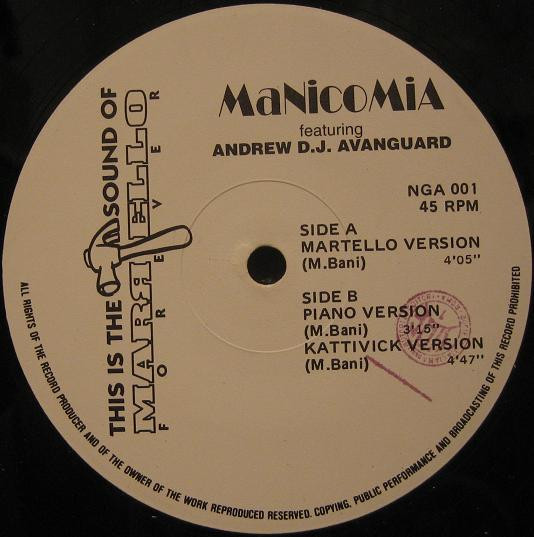 MaNicoMiA
featuring
ANDREW D.J. AVANGUARD
NGA 001
45 RPM
SIDE A
MARTELLO VERSION
(M.Bani) 4'05"
SIDE B
PIANO VERSION
(M.Bani) 3'15"
KATTIVICK VERSION
(M.Bani) 4'47"
THIS IS THE SOUND OF
MARTELLO
FOREVER
ALL RIGHTS OF THE RECORD PRODUCER AND OF THE OWNER OF THE WORK REPRODUCED RESERVED. COPYING, PUBLIC PERFORMANCE AND BROADCASTING OF THIS RECORD PROHIBITED